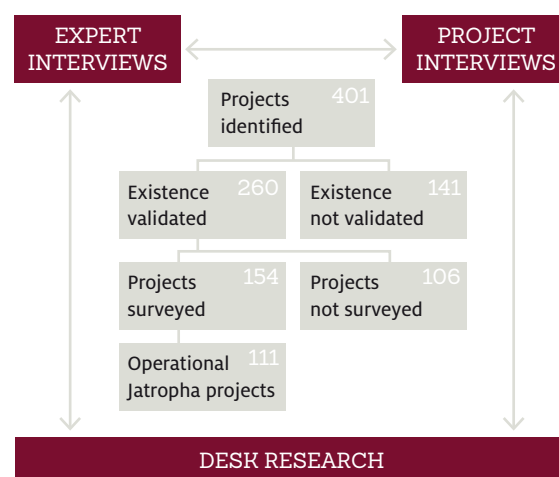 EXPERT
INTERVIEWS
PROJECT
INTERVIEWS
Projects 401
identified
Existence 260
validated
Existence 141
not validated
Projects 154
surveyed
Projects 106
not surveyed
Operational 111
Jatropha projects
DESK RESEARCH